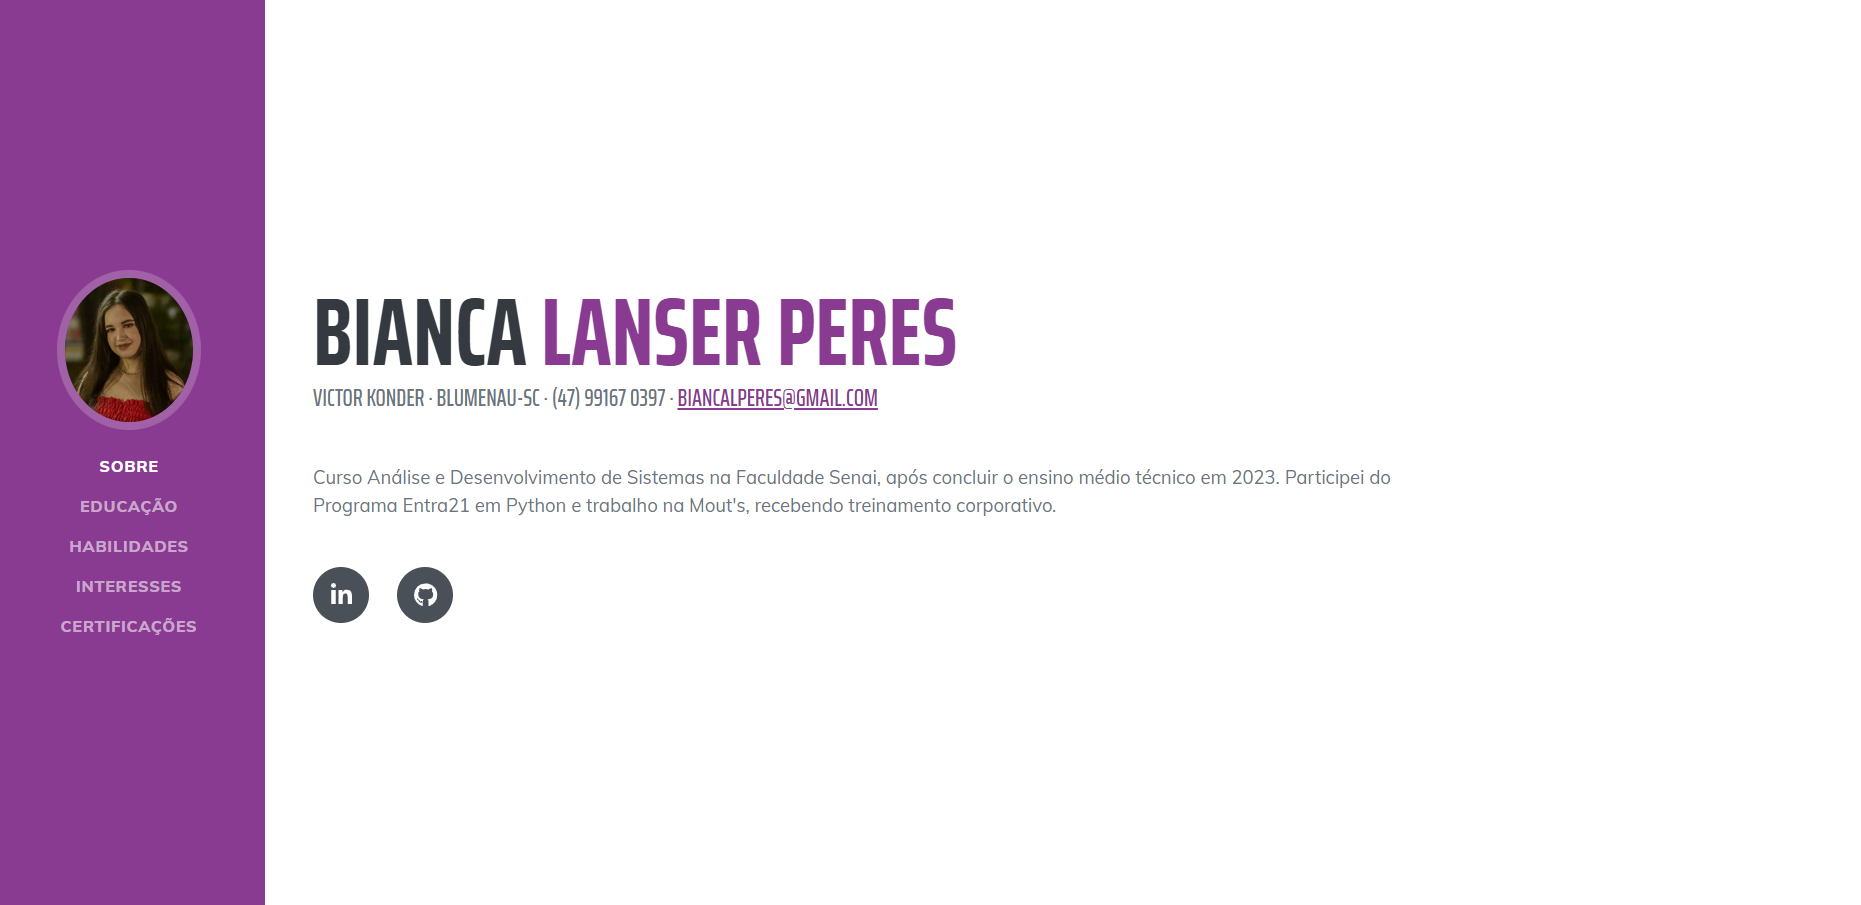 SOBRE
EDUCAÇÃO
HABILIDADES
INTERESSES
CERTIFICAÇÕES
BIANCA LANSER PERES
VICTOR KONDER · BLUMENAU-SC · (47) 99167 0397 · BIANCALPERES@GMAIL.COM
Curso Análise e Desenvolvimento de Sistemas na Faculdade Senai, após concluir o ensino médio técnico em 2023. Participei do
Programa Entra21 em Python e trabalho na Mout's, recebendo treinamento corporativo.
in